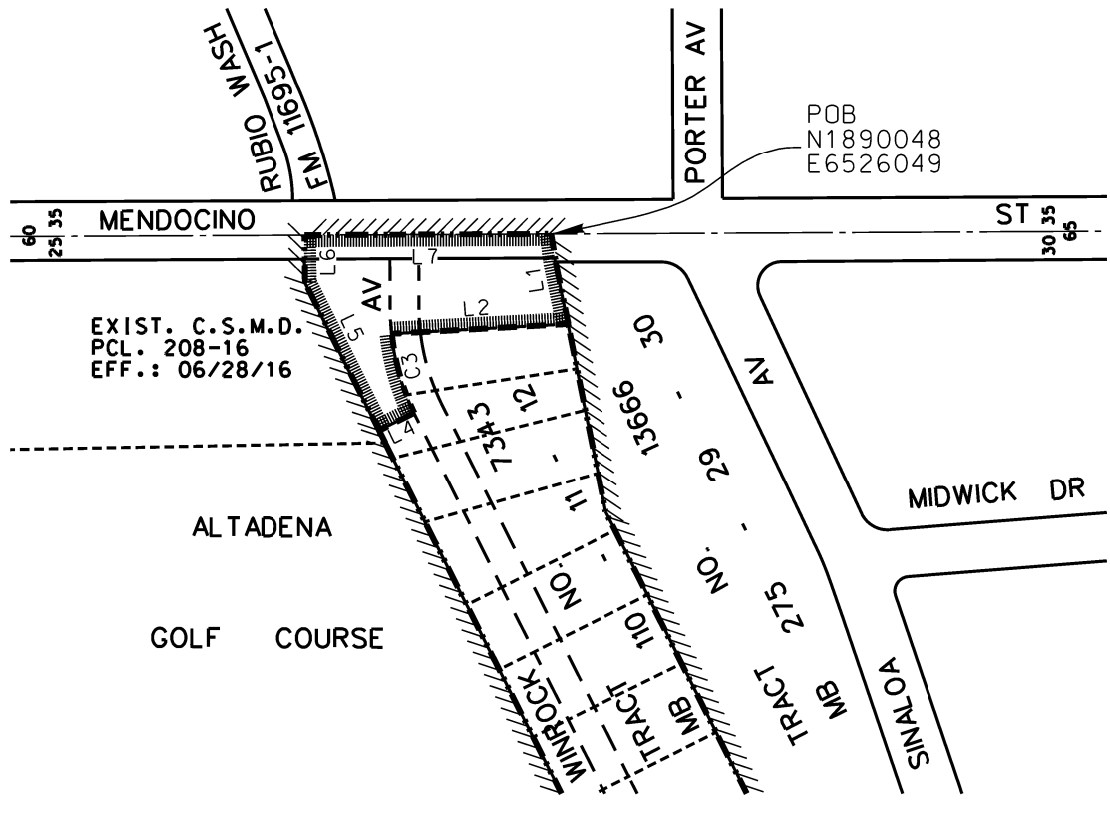 RUBIO WASH
FM 11695-1
PORTER AV
POB
N1890048
E6526049
MENDOCINO
ST
60
25 35
30 35
65
L6
L7
L1
AV
L2
L5
C3
L4
EXIST. C.S.M.D.
PCL. 208-16
EFF.: 06/28/16
AV
MIDWICK DR
ALTADENA
GOLF COURSE
WINROCK
TRACT NO. 7343
MB 110 - 11 - 12
TRACT NO. 13666
MB 275 - 29 - 30
SINALOA